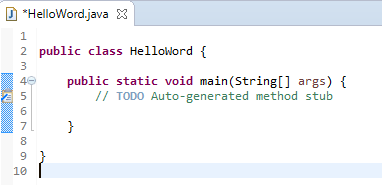 *HelloWord.java
1
2 public class HelloWord {
3
4 public static void main(String[] args) {
5 // TODO Auto-generated method stub
6
7 }
8
9 }
10